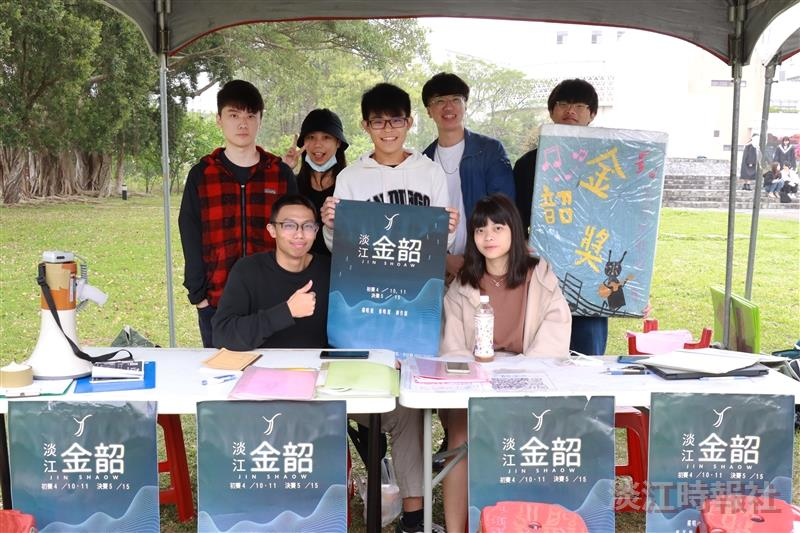 SAN DIEGO
淡江
金韶
JIN SHOAW
初賽 4／10、11
決賽 5／15
金
韶
獎
淡江
金韶
JIN SHAOW
初賽 4／10、11 決賽 5／15
淡江
金韶
JIN SHAOW
初賽 4／10、11 決賽 5／15
淡江
金韶
JIN SHAOW
初賽 4／10、11 決賽 5／15
淡江
金韶
JIN SHAOW
初賽 4／10、11 決賽 5／15
淡江時報社